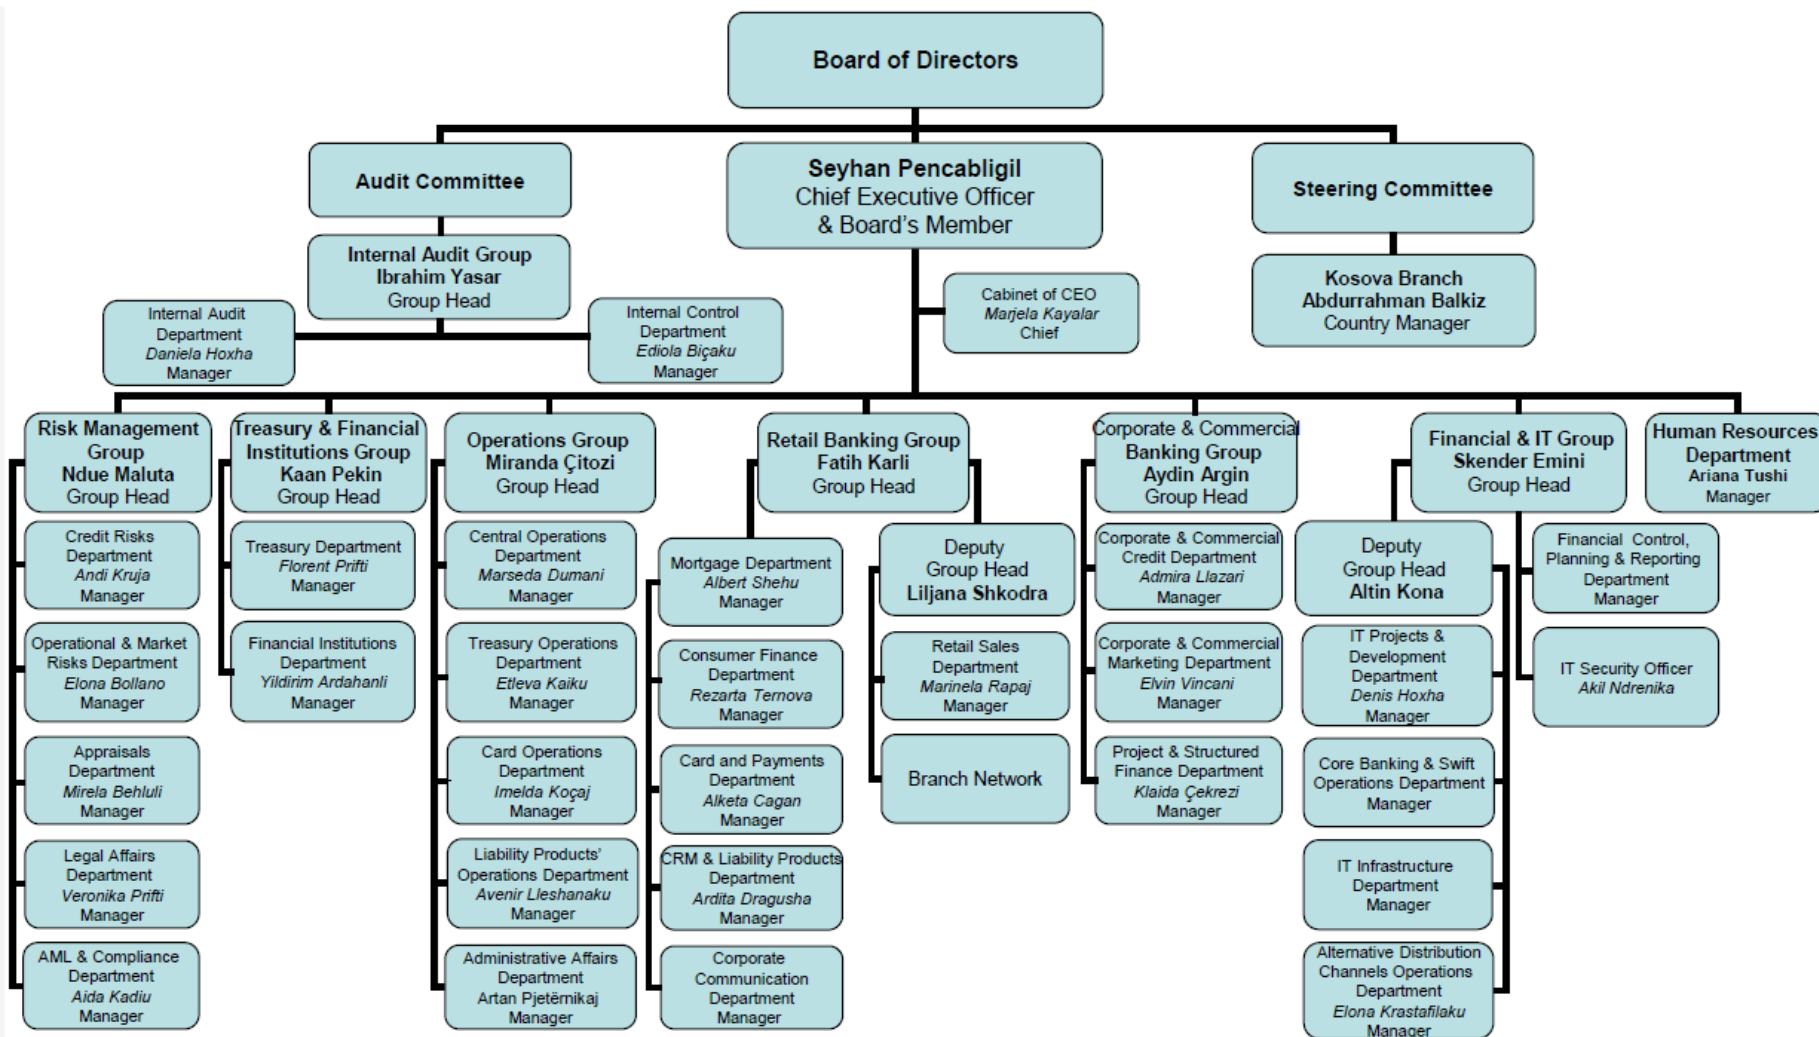 Board of Directors
Audit Committee
Seyhan Pencabligil
Chief Executive Officer
& Board's Member
Steering Committee
Internal Audit Group
Ibrahim Yasar
Group Head
Kosova Branch
Abdurrahman Balkiz
Country Manager
Internal Audit
Department
Daniela Hoxha
Manager
Internal Control
Department
Ediola Biçaku
Manager
Cabinet of CEO
Marjela Kayalar
Chief
Risk Management
Group
Ndue Maluta
Group Head
Treasury & Financial
Institutions Group
Kaan Pekin
Group Head
Operations Group
Miranda Çitozi
Group Head
Retail Banking Group
Fatih Karli
Group Head
Corporate & Commercial
Banking Group
Aydin Argin
Group Head
Financial & IT Group
Skender Emini
Group Head
Human Resources
Department
Ariana Tushi
Manager
Credit Risks
Department
Andi Kruja
Manager
Operational & Market
Risks Department
Elona Bollano
Manager
Appraisals
Department
Mirela Behluli
Manager
Legal Affairs
Department
Veronika Prifti
Manager
AML & Compliance
Department
Aida Kadiu
Manager
Treasury Department
Florent Prifti
Manager
Financial Institutions
Department
Yildirim Ardahanli
Manager
Central Operations
Department
Marseda Dumani
Manager
Treasury Operations
Department
Etleva Kaiku
Manager
Card Operations
Department
Imelda Koçaj
Manager
Liability Products'
Operations Department
Avenir Lleshanaku
Manager
Administrative Affairs
Department
Artan Pjetërnikaj
Manager
Mortgage Department
Albert Shehu
Manager
Consumer Finance
Department
Rezarta Ternova
Manager
Card and Payments
Department
Alketa Cagan
Manager
CRM & Liability Products
Department
Ardita Dragusha
Manager
Corporate
Communication
Department
Manager
Deputy
Group Head
Liljana Shkodra
Retail Sales
Department
Marinela Rapaj
Manager
Branch Network
Corporate & Commercial
Credit Department
Admira Llazari
Manager
Corporate & Commercial
Marketing Department
Elvin Vincani
Manager
Project & Structured
Finance Department
Klaida Çekrezi
Manager
Deputy
Group Head
Altin Kona
IT Projects &
Development
Department
Denis Hoxha
Manager
Core Banking & Swift
Operations Department
Manager
IT Infrastructure
Department
Manager
Alternative Distribution
Channels Operations
Department
Elona Krastafilaku
Manager
Financial Control,
Planning & Reporting
Department
Manager
IT Security Officer
Akil Ndrenika